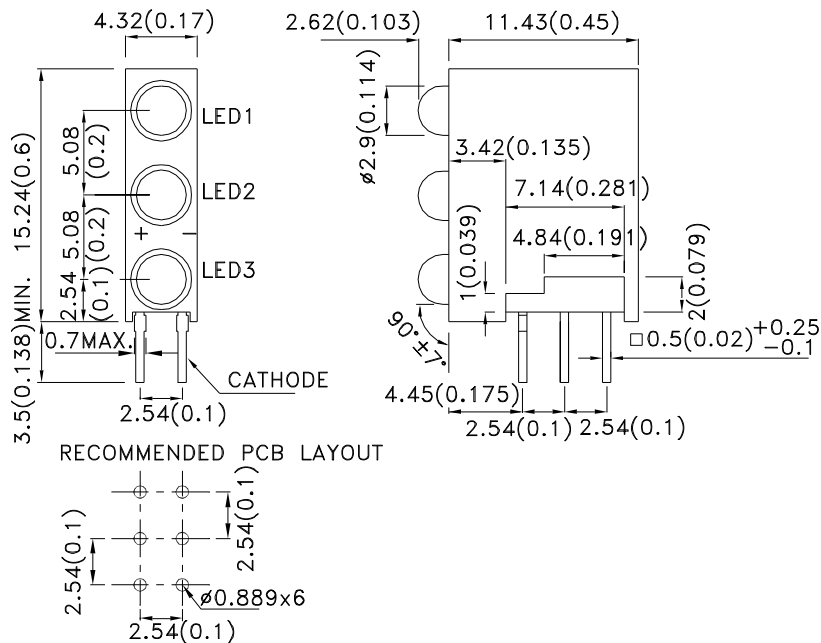 4.32(0.17)
2.62(0.103)
11.43(0.45)
LED1
5.08
(0.2)
LED2
5.08
(0.2)
+ −
LED3
2.54
(0.1)
3.5(0.138)MIN.
15.24(0.6)
0.7MAX.
CATHODE
2.54(0.1)
ø2.9(0.114)
3.42(0.135)
7.14(0.281)
4.84(0.191)
1(0.039)
2(0.079)
90°±7°
□0.5(0.02)+0.25
−0.1
4.45(0.175)
2.54(0.1)
2.54(0.1)
RECOMMENDED PCB LAYOUT
2.54(0.1)
2.54(0.1)
ø0.889x6
2.54(0.1)